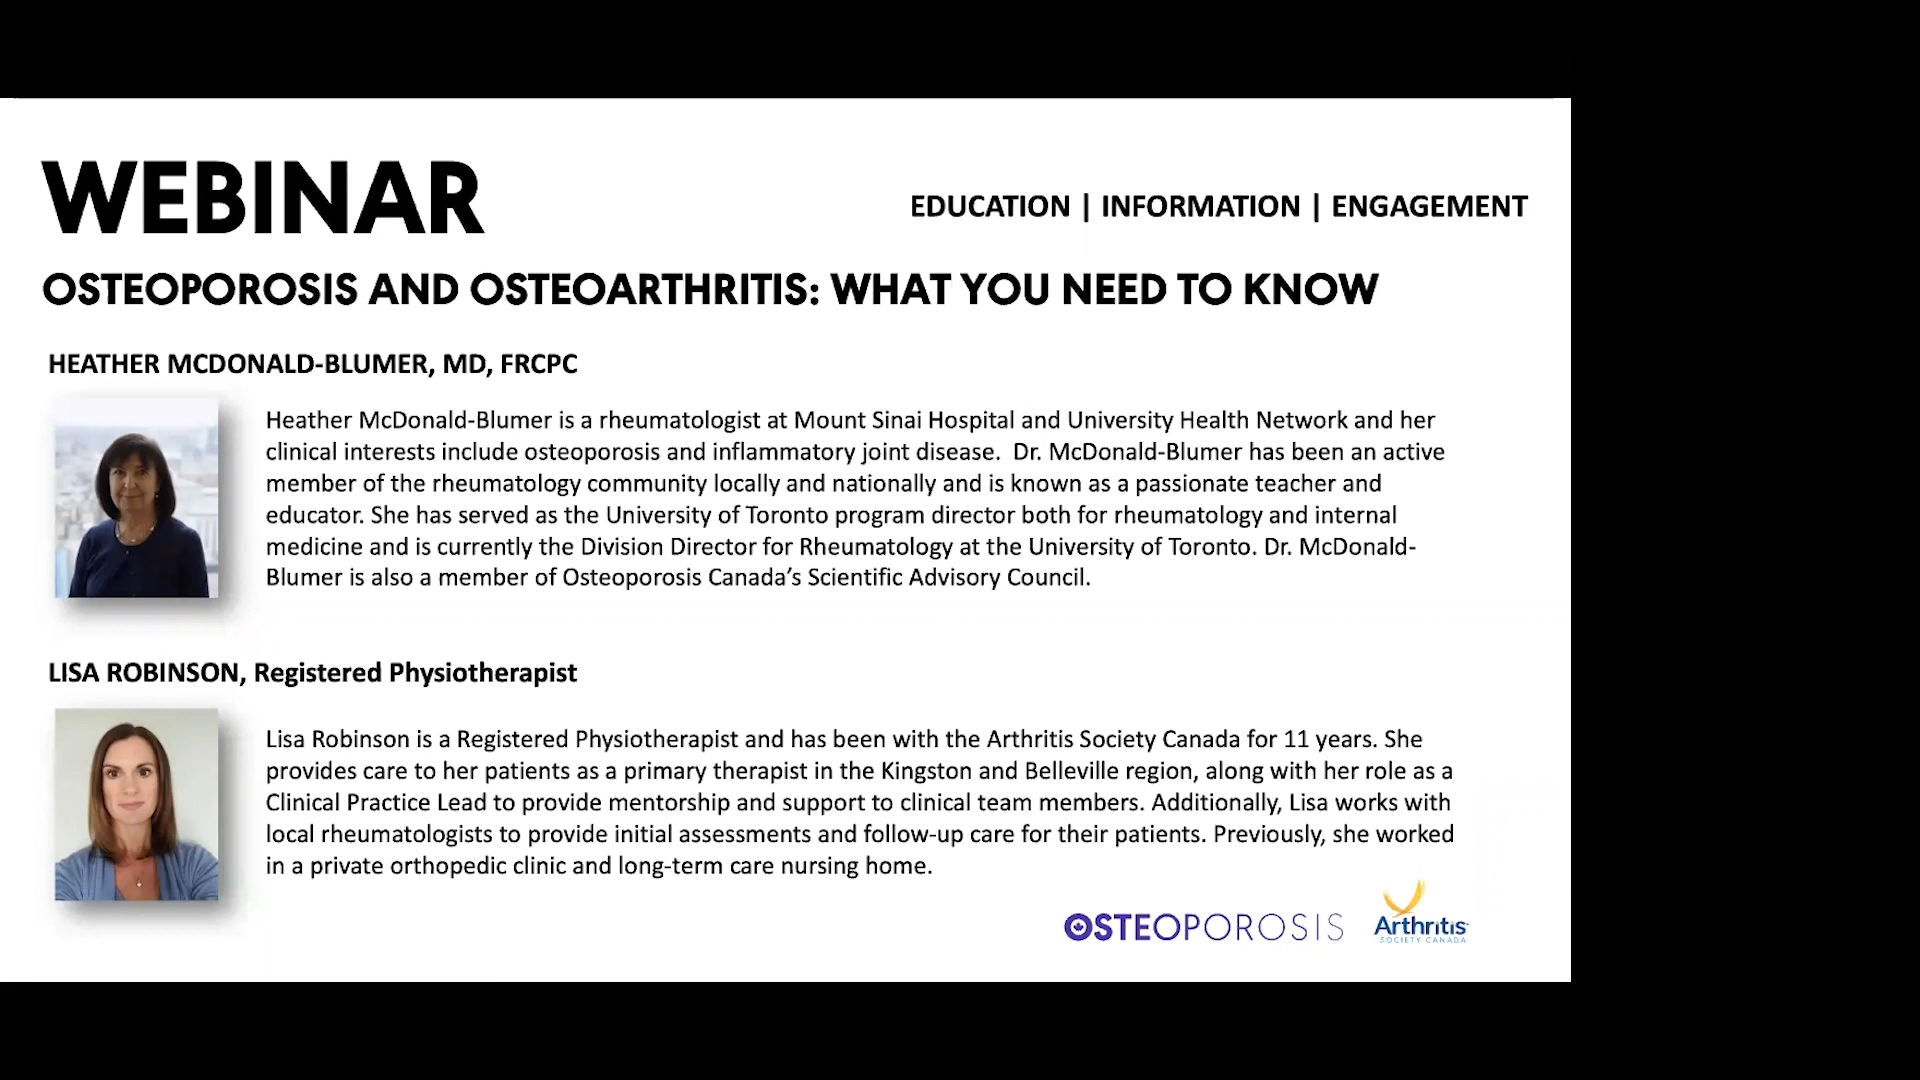 WEBINAR
EDUCATION | INFORMATION | ENGAGEMENT
OSTEOPOROSIS AND OSTEOARTHRITIS: WHAT YOU NEED TO KNOW
HEATHER MCDONALD-BLUMER, MD, FRCPC
Heather McDonald-Blumer is a rheumatologist at Mount Sinai Hospital and University Health Network and her
clinical interests include osteoporosis and inflammatory joint disease.  Dr. McDonald-Blumer has been an active
member of the rheumatology community locally and nationally and is known as a passionate teacher and
educator. She has served as the University of Toronto program director both for rheumatology and internal
medicine and is currently the Division Director for Rheumatology at the University of Toronto. Dr. McDonald-
Blumer is also a member of Osteoporosis Canada’s Scientific Advisory Council.
LISA ROBINSON, Registered Physiotherapist
Lisa Robinson is a Registered Physiotherapist and has been with the Arthritis Society Canada for 11 years. She
provides care to her patients as a primary therapist in the Kingston and Belleville region, along with her role as a
Clinical Practice Lead to provide mentorship and support to clinical team members. Additionally, Lisa works with
local rheumatologists to provide initial assessments and follow-up care for their patients. Previously, she worked
in a private orthopedic clinic and long-term care nursing home.
OSTEOPOROSIS
Arthritis
SOCIETY CANADA